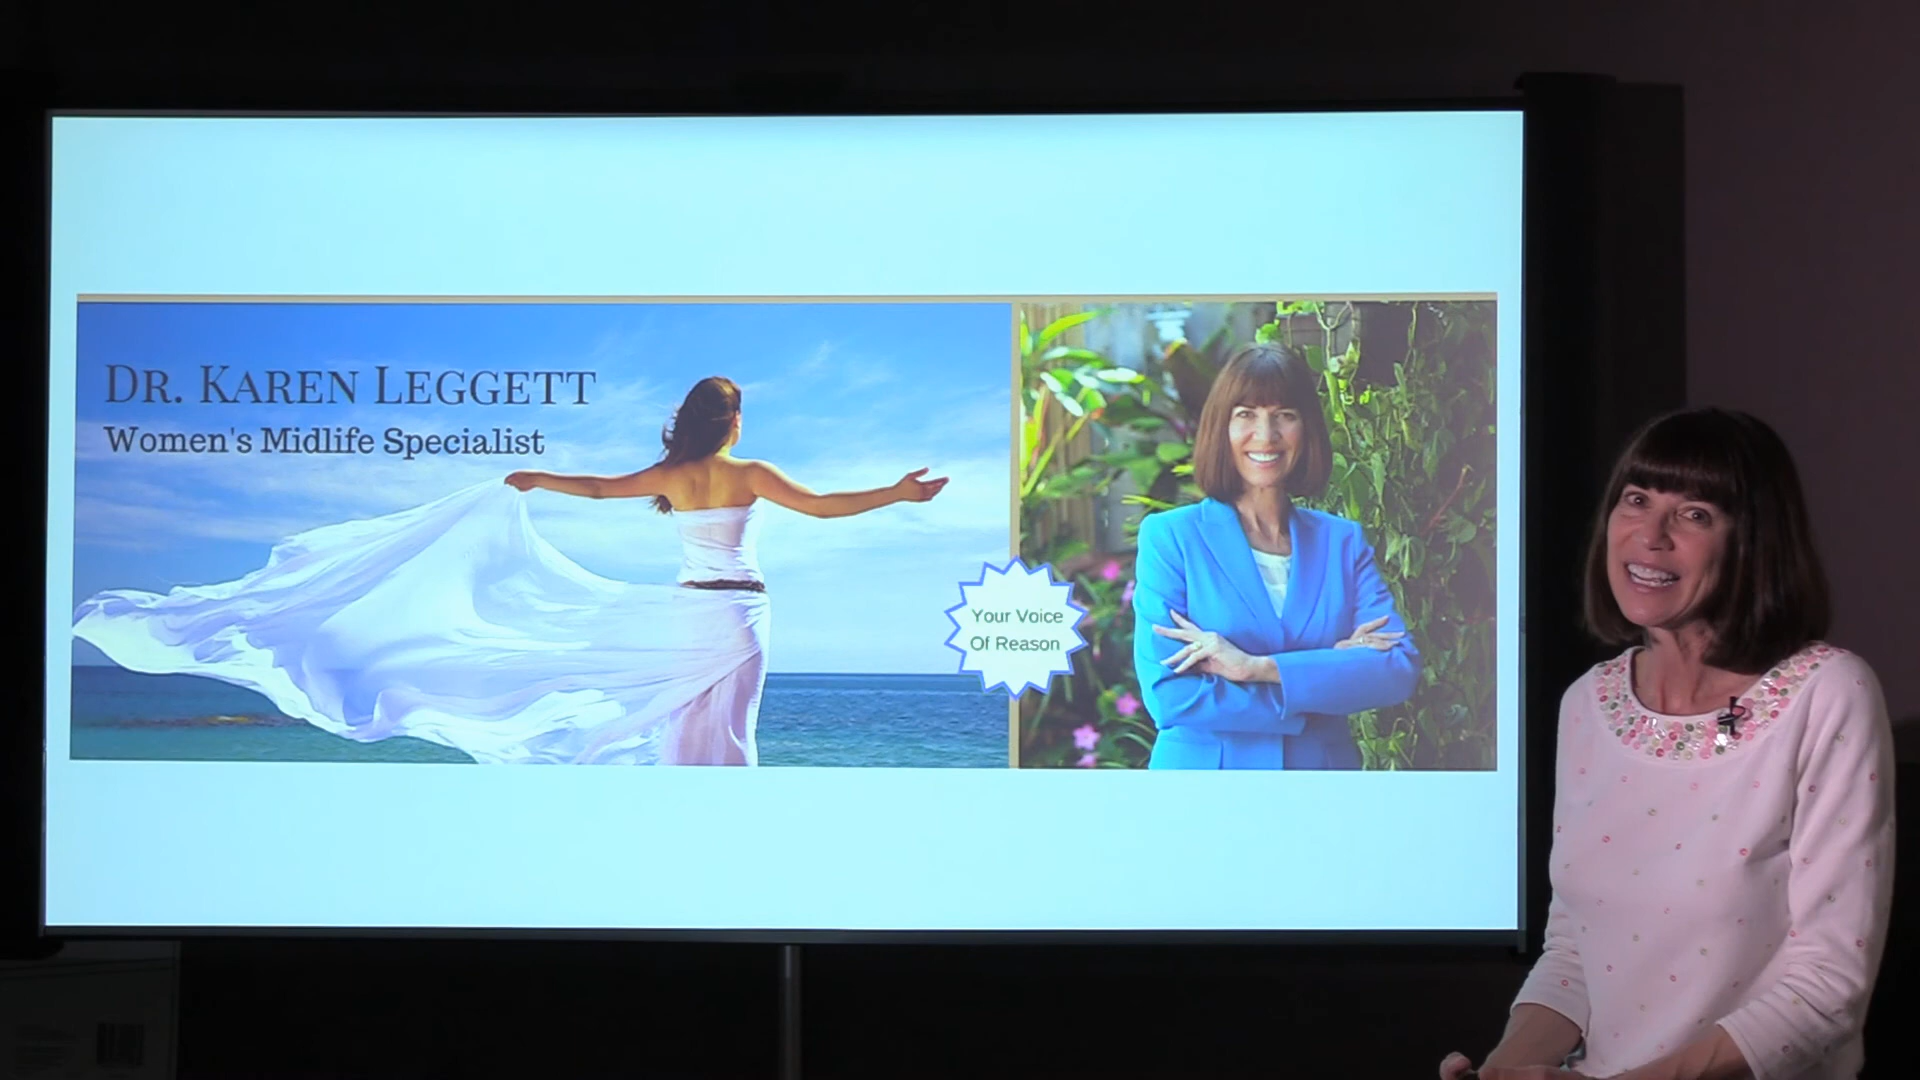 DR. KAREN LEGGETT
Women's Midlife Specialist
Your Voice
Of Reason